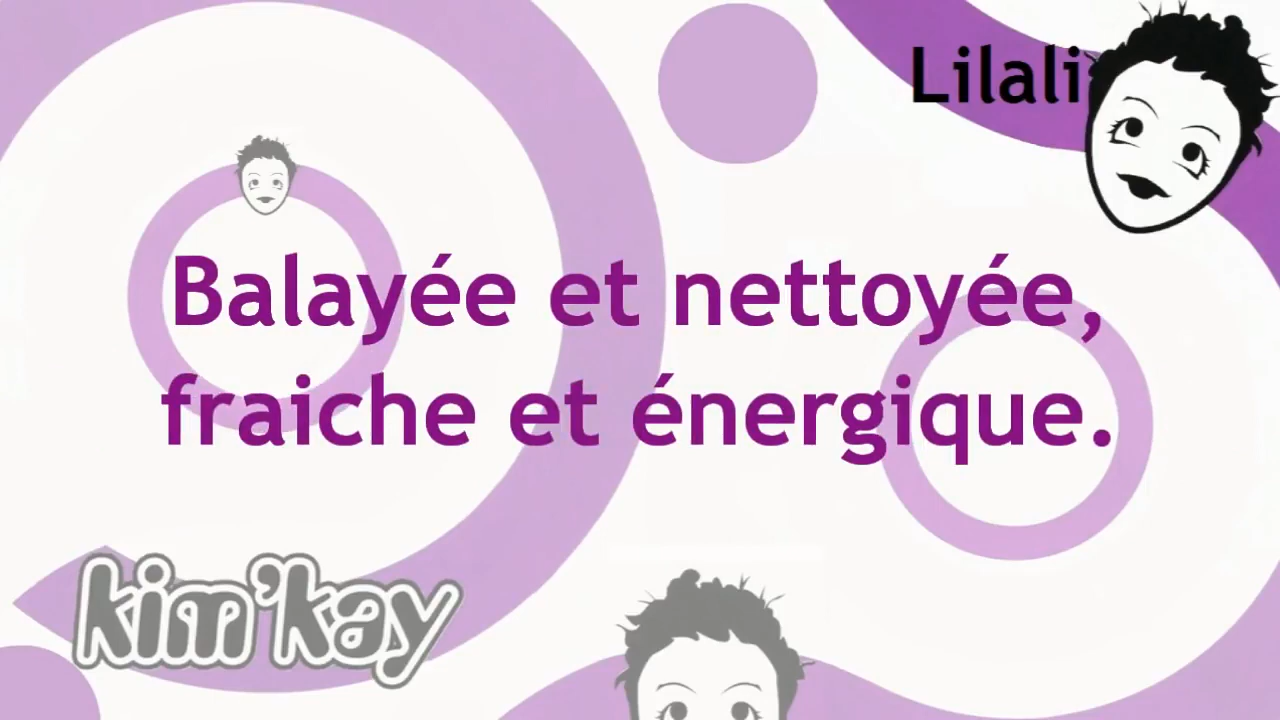 Lilali
Balayée et nettoyée,
fraiche et énergique.
kim'kay